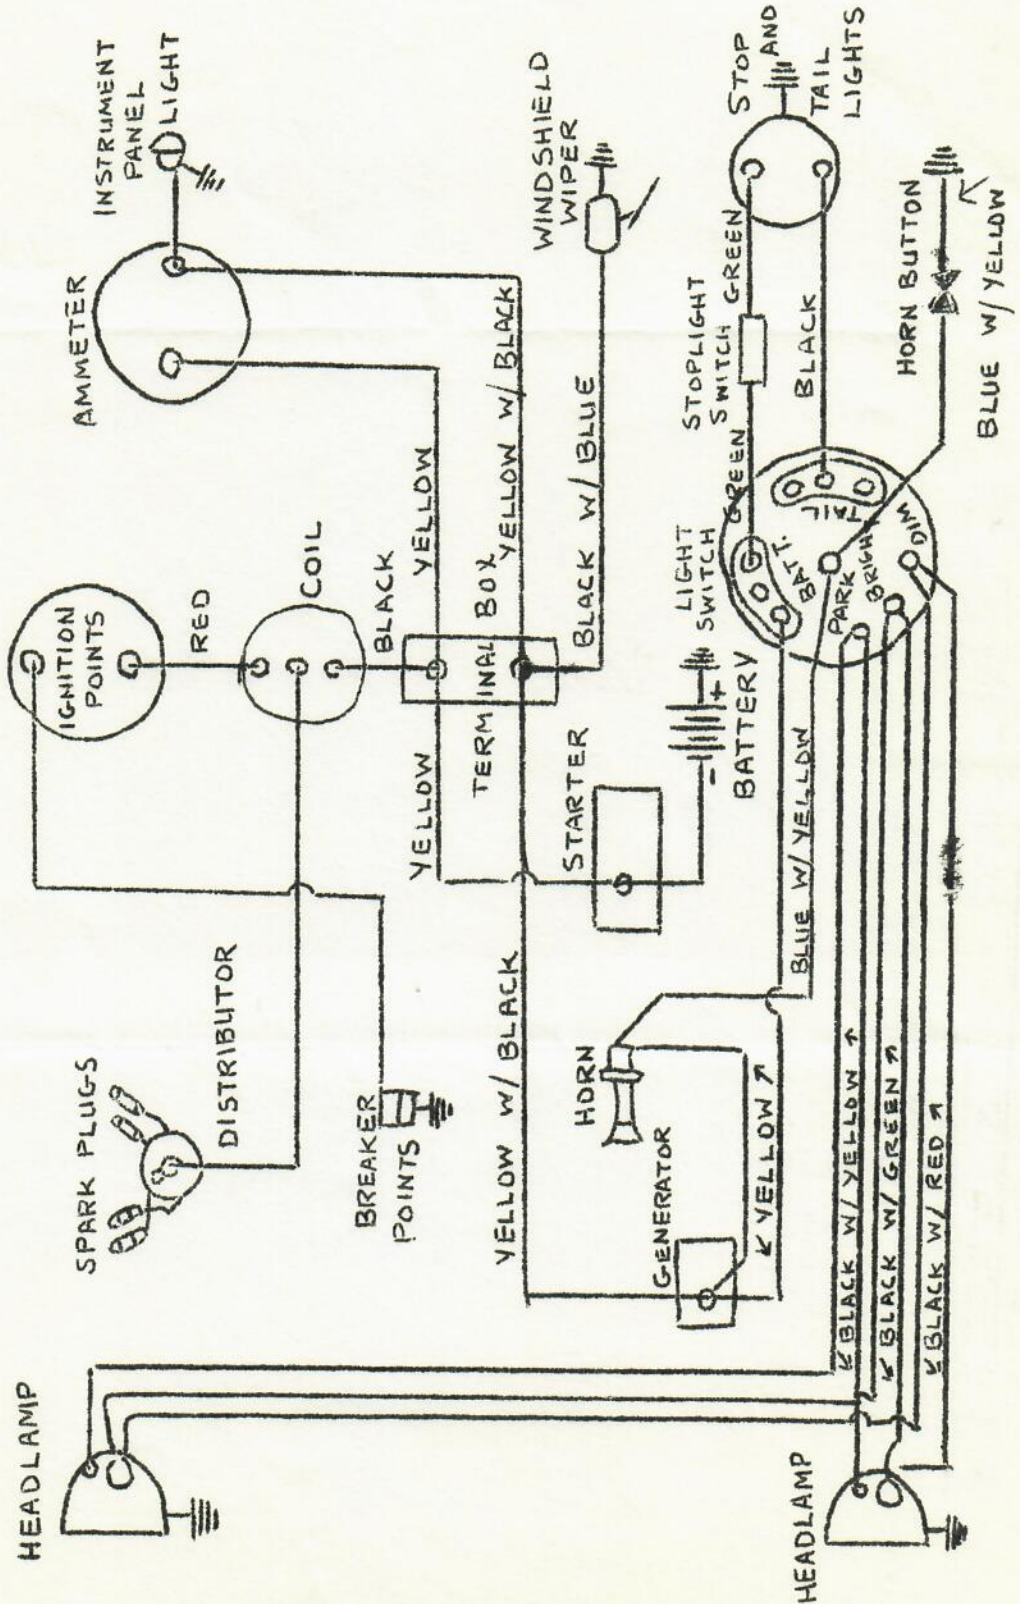 HEADLAMP
SPARK PLUGS
DISTRIBUTOR
BREAKER
POINTS
IGNITION
POINTS
RED
COIL
BLACK
AMMETER
INSTRUMENT
PANEL
LIGHT
YELLOW
YELLOW
TERMINAL BOX
YELLOW W/ BLACK
YELLOW W/ BLACK
BLACK W/ BLUE
WINDSHIELD
WIPER
STARTER
- +
BATTERY
HORN
GENERATOR
YELLOW
BLUE W/ YELLOW
LIGHT
SWITCH
GREEN
STOPLIGHT
SWITCH
GREEN
STOP
AND
TAIL
LIGHTS
BLACK
BATT.
PARK
BRIGHT
DIM
HORN BUTTON
BLUE W/ YELLOW
BLACK W/ YELLOW
BLACK W/ GREEN
BLACK W/ RED
HEADLAMP